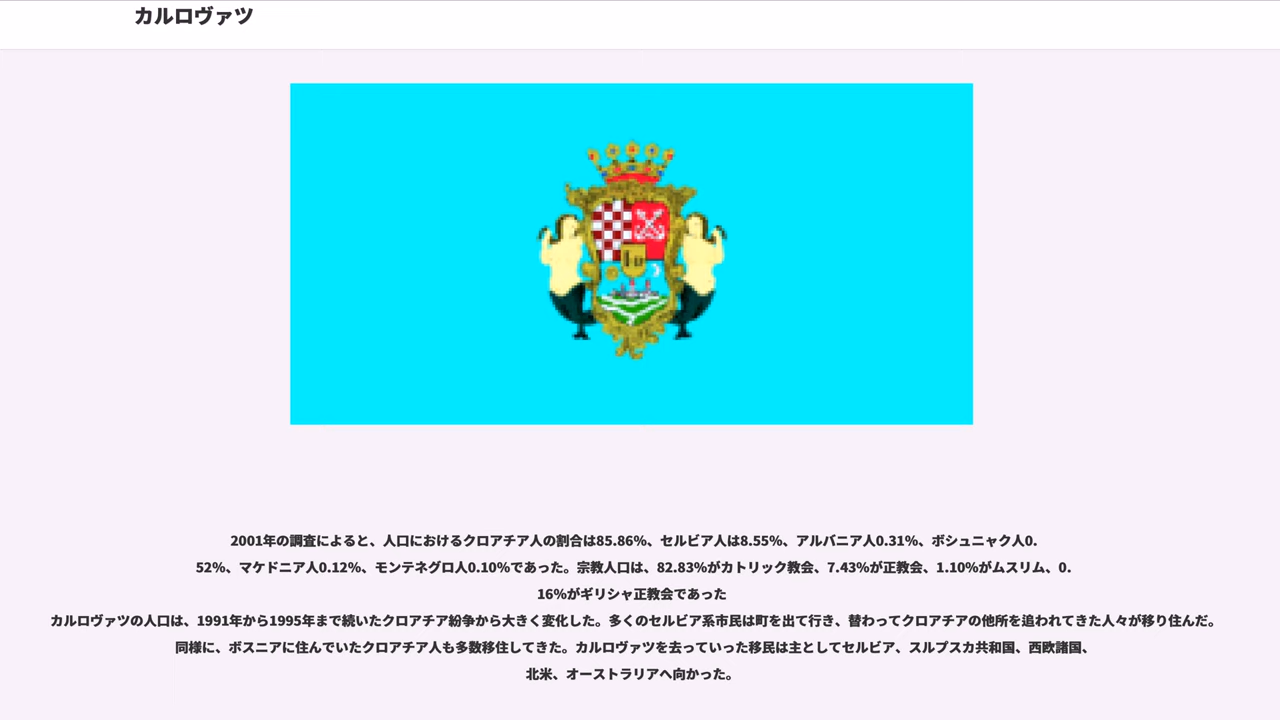 カルロヴァツ
2001年の調査によると、人口におけるクロアチア人の割合は85.86%、セルビア人は8.55%、アルバニア人0.31%、ボシュニャク人0.
52%、マケドニア人0.12%、モンテネグロ人0.10%であった。宗教人口は、82.83%がカトリック教会、7.43%が正教会、1.10%がムスリム、0.
16%がギリシャ正教会であった
カルロヴァツの人口は、1991年から1995年まで続いたクロアチア紛争から大きく変化した。多くのセルビア系市民は町を出て行き、替わってクロアチアの他所を追われてきた人々が移り住んだ。
同様に、ボスニアに住んでいたクロアチア人も多数移住してきた。カルロヴァツを去っていった移民は主としてセルビア、スルプスカ共和国、西欧諸国、
北米、オーストラリアへ向かった。